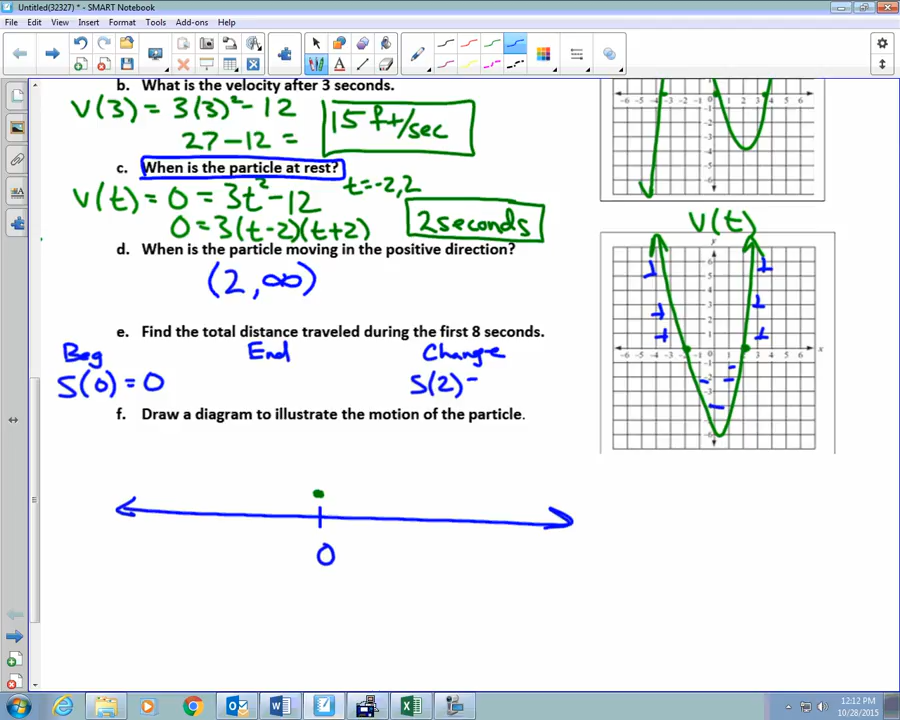 Untitled(32327) * - SMART Notebook
File Edit View Insert Format Tools Add-ons Help
b. What is the velocity after 3 seconds.
V(3) = 3(3)² - 12
27 - 12 = 15 ft/sec
c. When is the particle at rest?
V(t) = 0 = 3t² - 12 t = -2, 2
0 = 3(t-2)(t+2) 2 seconds
d. When is the particle moving in the positive direction?
(2, ∞)
e. Find the total distance traveled during the first 8 seconds.
Beg End Change
S(0) = 0 S(2) -
f. Draw a diagram to illustrate the motion of the particle.
0
V(t)
12:12 PM
10/28/2015